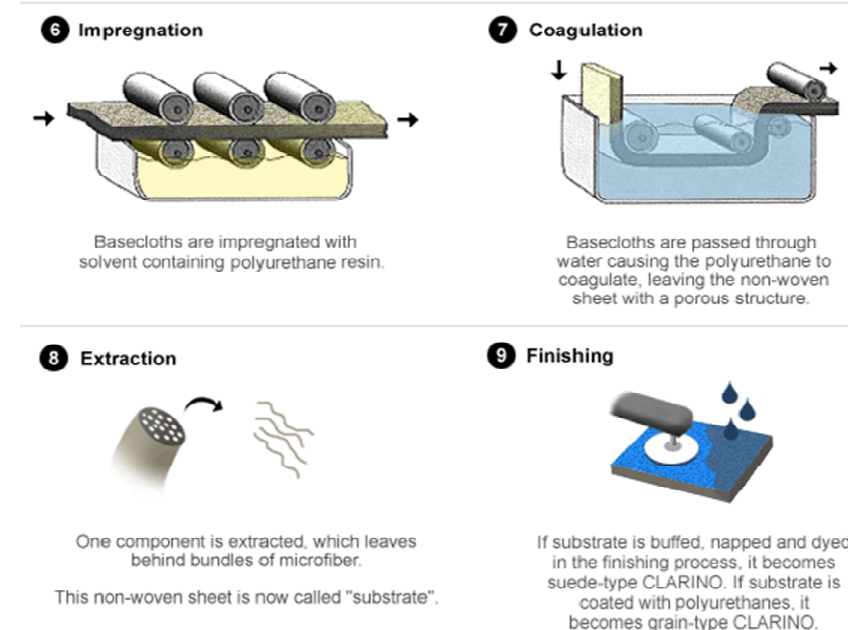 6 Impregnation
Basecloths are impregnated with
solvent containing polyurethane resin.
7 Coagulation
Basecloths are passed through
water causing the polyurethane to
coagulate, leaving the non-woven
sheet with a porous structure.
8 Extraction
One component is extracted, which leaves
behind bundles of microfiber.
This non-woven sheet is now called "substrate".
9 Finishing
If substrate is buffed, napped and dyed
in the finishing process, it becomes
suede-type CLARINO. If substrate is
coated with polyurethanes, it
becomes grain-type CLARINO.